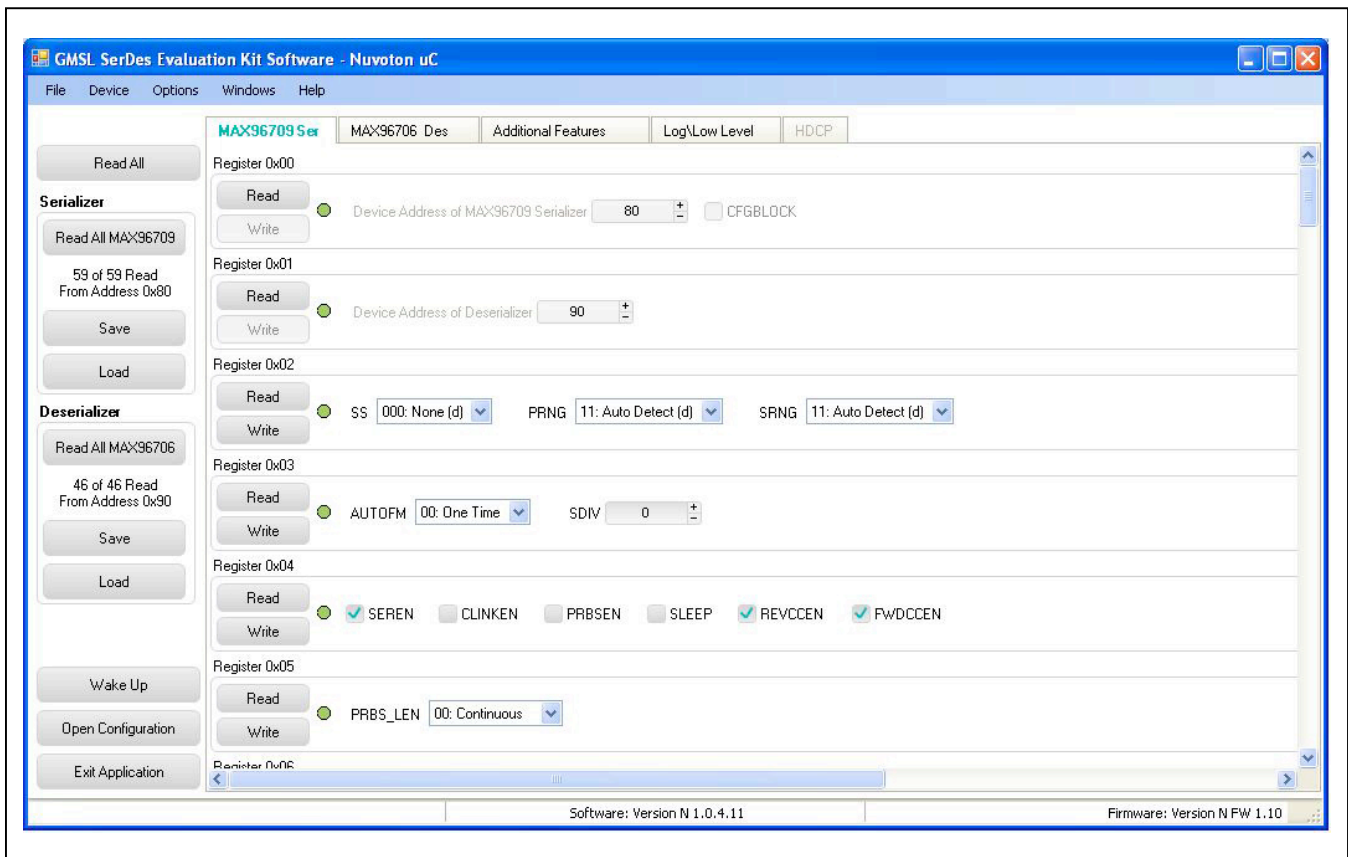 GMSL SerDes Evaluation Kit Software - Nuvoton uC
File Device Options Windows Help
MAX96709 Ser MAX96706 Des Additional Features Log\Low Level HDCP
Read All
Serializer
Read All MAX96709
59 of 59 Read
From Address 0x80
Save
Load
Deserializer
Read All MAX96706
46 of 46 Read
From Address 0x90
Save
Load
Wake Up
Open Configuration
Exit Application
Register 0x00
Read
Write
Device Address of MAX96709 Serializer 80 CFGBLOCK
Register 0x01
Read
Write
Device Address of Deserializer 90
Register 0x02
Read
Write
SS 000: None (d) PRNG 11: Auto Detect (d) SRNG 11: Auto Detect (d)
Register 0x03
Read
Write
AUTOFM 00: One Time SDIV 0
Register 0x04
Read
Write
SEREN CLINKEN PRBSEN SLEEP REVCCEN FWDCCEN
Register 0x05
Read
Write
PRBS_LEN 00: Continuous
Register 0x06
Software: Version N 1.0.4.11 Firmware: Version N FW 1.10